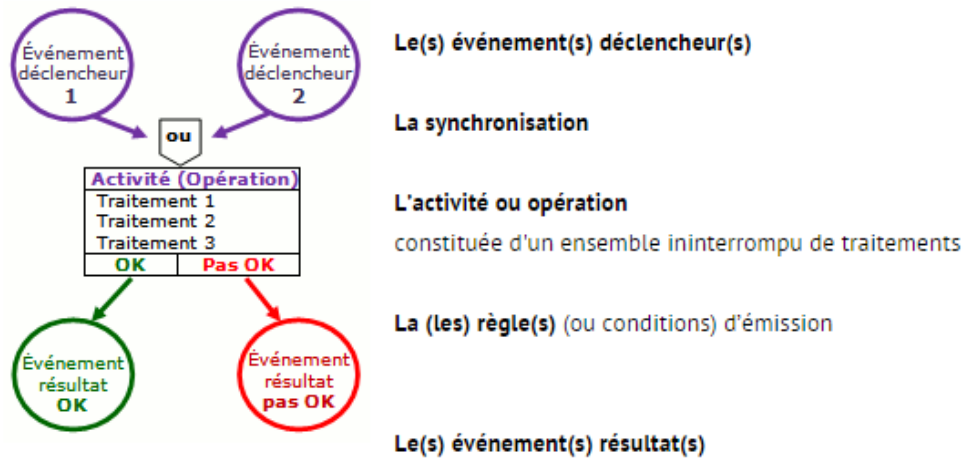 Événement
déclencheur
1
Événement
déclencheur
2
Le(s) événement(s) déclencheur(s)
ou
La synchronisation
Activité (Opération)
Traitement 1
Traitement 2
Traitement 3
OK
Pas OK
L'activité ou opération
constituée d'un ensemble ininterrompu de traitements
La (les) règle(s) (ou conditions) d'émission
Événement
résultat
OK
Événement
résultat
pas OK
Le(s) événement(s) résultat(s)